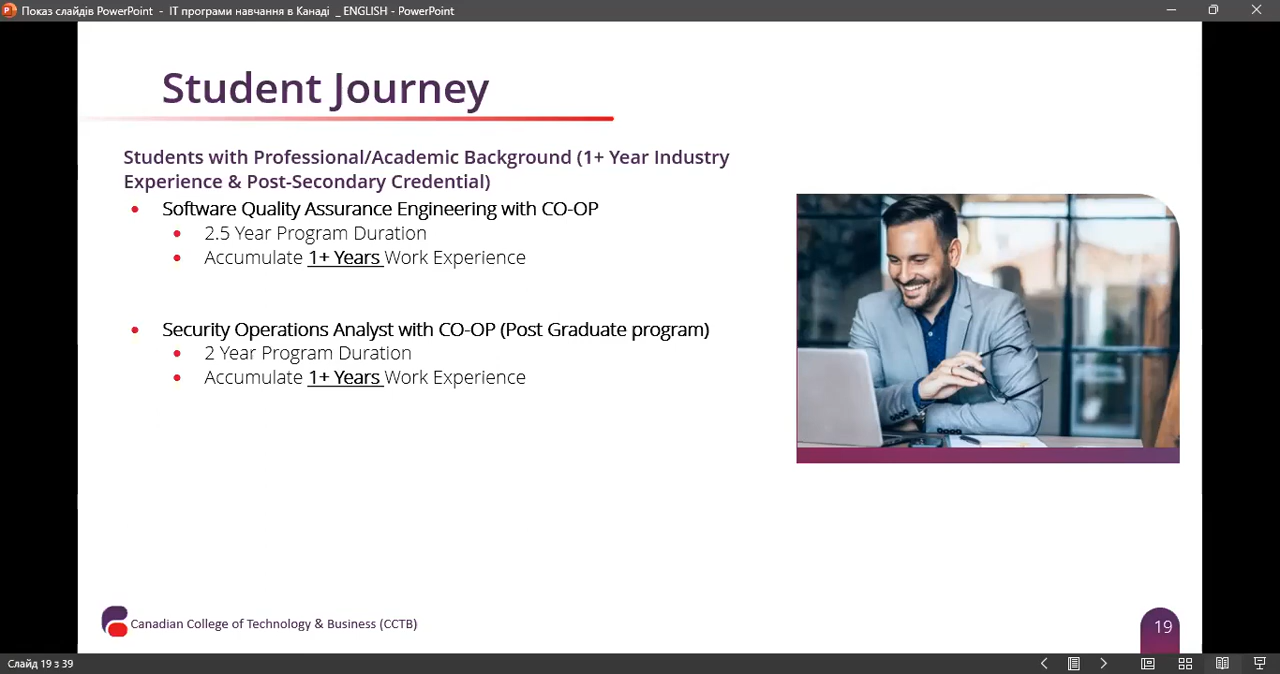 Показ слайдів PowerPoint - IT програми навчання в Канаді _ ENGLISH - PowerPoint
Student Journey
Students with Professional/Academic Background (1+ Year Industry
Experience & Post-Secondary Credential)
Software Quality Assurance Engineering with CO-OP
2.5 Year Program Duration
Accumulate 1+ Years Work Experience
Security Operations Analyst with CO-OP (Post Graduate program)
2 Year Program Duration
Accumulate 1+ Years Work Experience
Canadian College of Technology & Business (CCTB)
19
Слайд 19 з 39